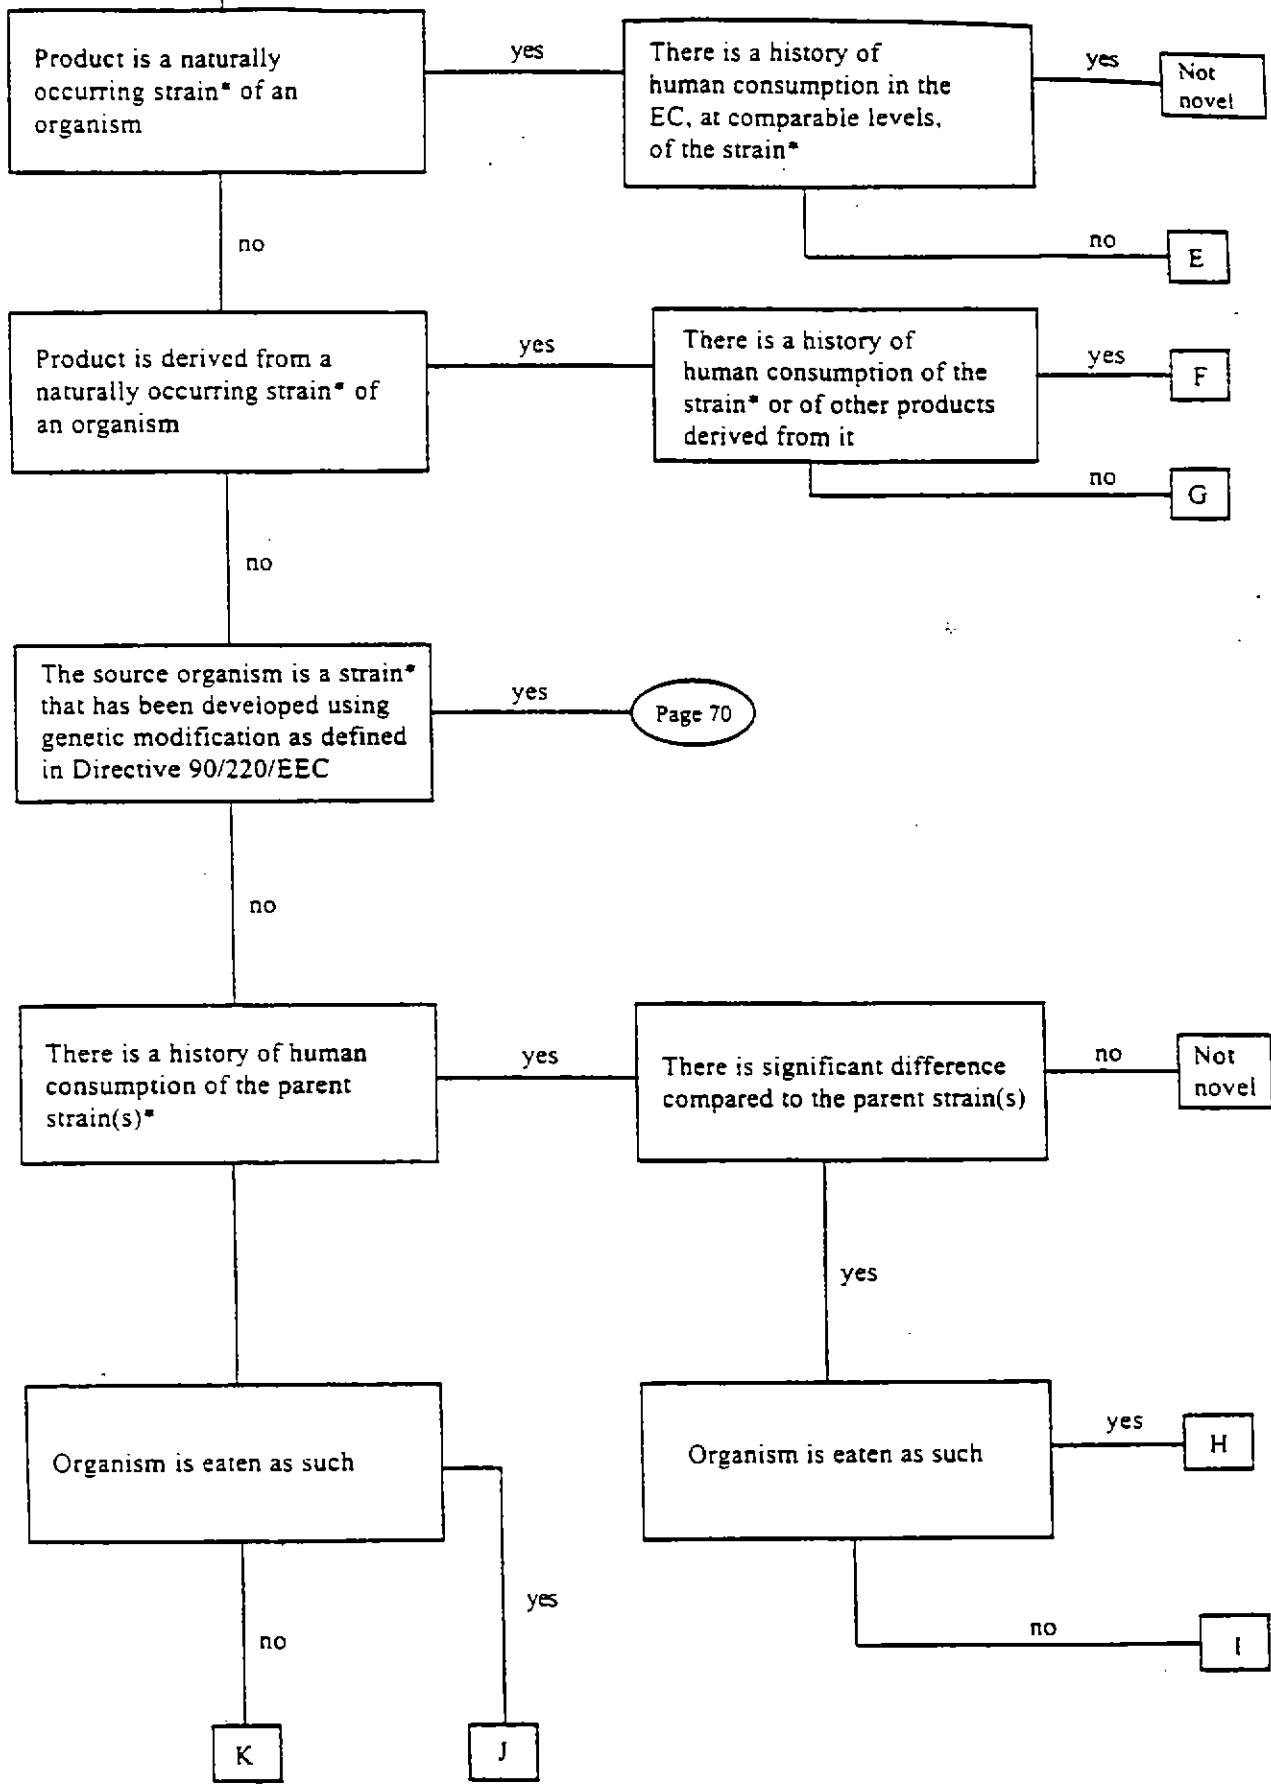 Product is a naturally
occurring strain* of an
organism
yes
There is a history of
human consumption in the
EC, at comparable levels,
of the strain*
yes
Not
novel
no
no
E
Product is derived from a
naturally occurring strain* of
an organism
yes
There is a history of
human consumption of the
strain* or of other products
derived from it
yes
F
no
G
no
The source organism is a strain*
that has been developed using
genetic modification as defined
in Directive 90/220/EEC
yes
Page 70
no
There is a history of human
consumption of the parent
strain(s)*
yes
There is significant difference
compared to the parent strain(s)
no
Not
novel
yes
Organism is eaten as such
Organism is eaten as such
yes
H
yes
no
no
I
K
J